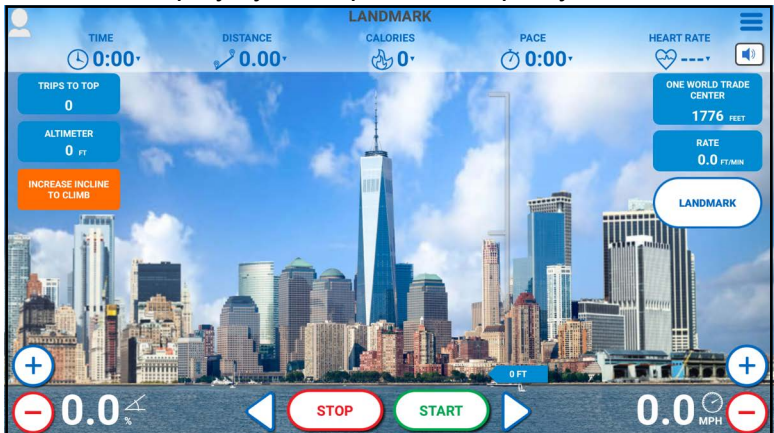 LANDMARK
TIME
0:00
DISTANCE
0.00
CALORIES
0
PACE
0:00
HEART RATE
---
TRIPS TO TOP
0
ALTIMETER
0 FT
INCREASE INCLINE
TO CLIMB
ONE WORLD TRADE
CENTER
1776 FEET
RATE
0.0 FT/MIN
LANDMARK
0 FT
0.0 %
STOP
START
0.0 MPH